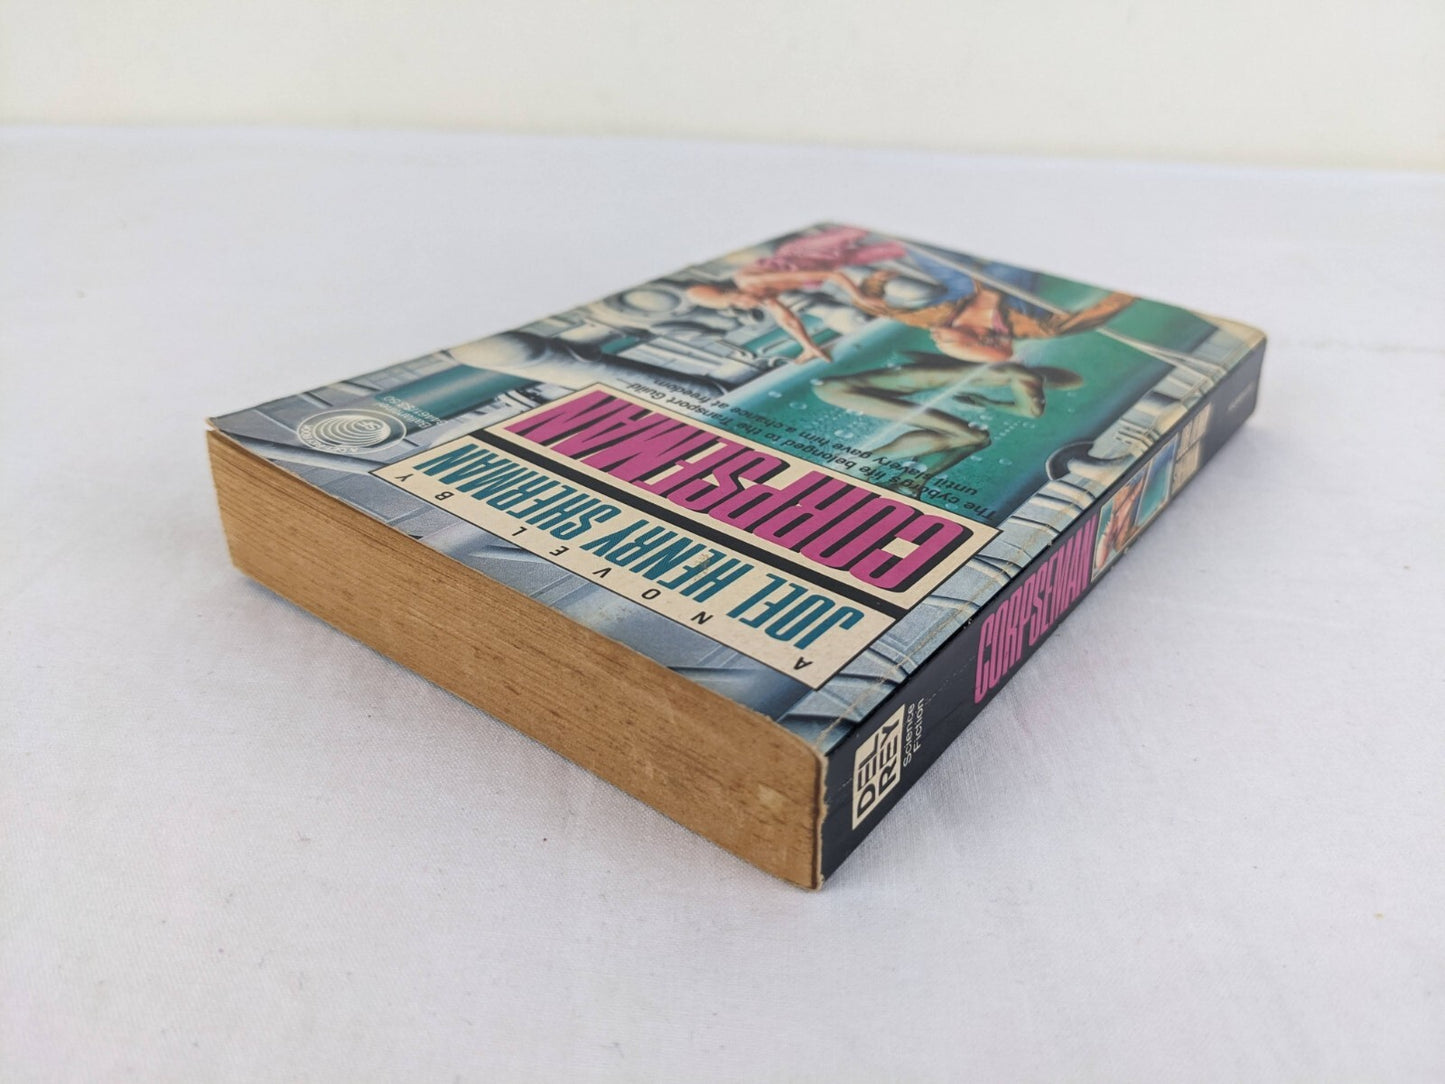 A NOVEL BY
JOEL HENRY SHERMAN
CORPSEMAN
The cyborg's life belonged to the Transport Guild—
until slavery gave him a chance at freedom.
DEL
REY
Science
Fiction
CORPSEMAN